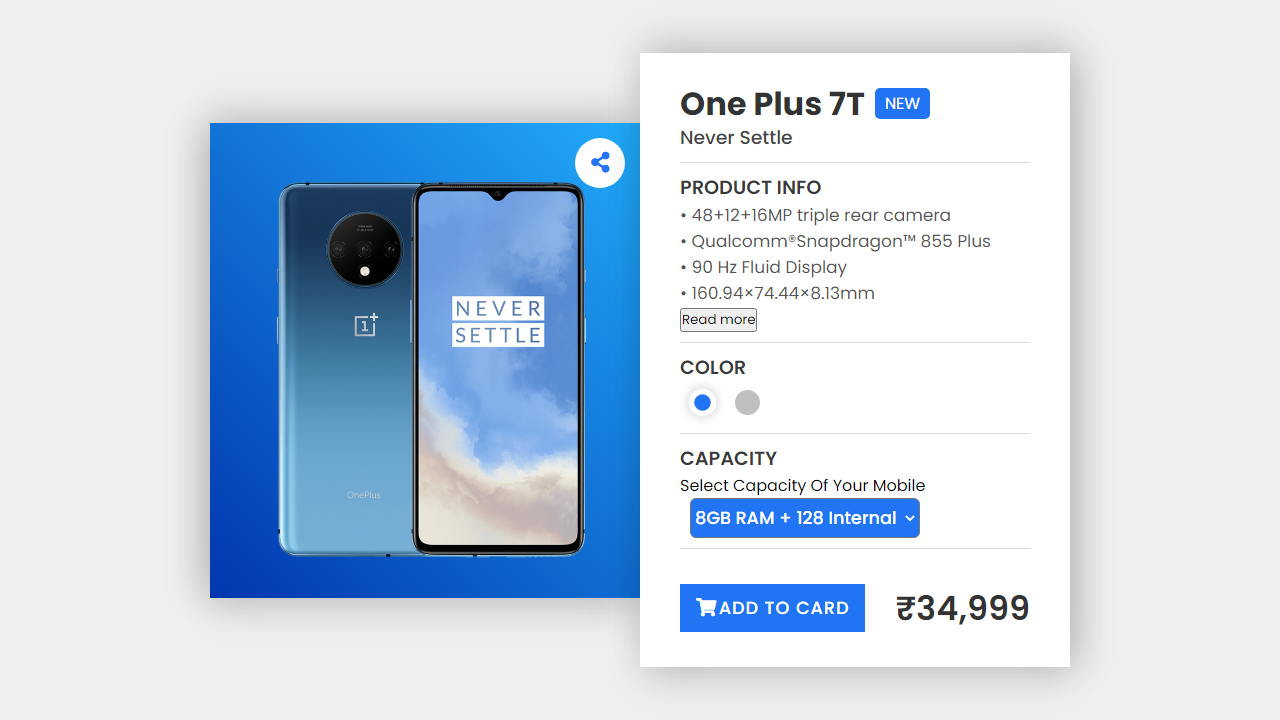 One Plus 7T NEW
Never Settle
PRODUCT INFO
• 48+12+16MP triple rear camera
• Qualcomm®Snapdragon™ 855 Plus
• 90 Hz Fluid Display
• 160.94×74.44×8.13mm
Read more
COLOR
CAPACITY
Select Capacity Of Your Mobile
8GB RAM + 128 Internal
ADD TO CARD ₹34,999
NEVER
SETTLE
1+
OnePlus